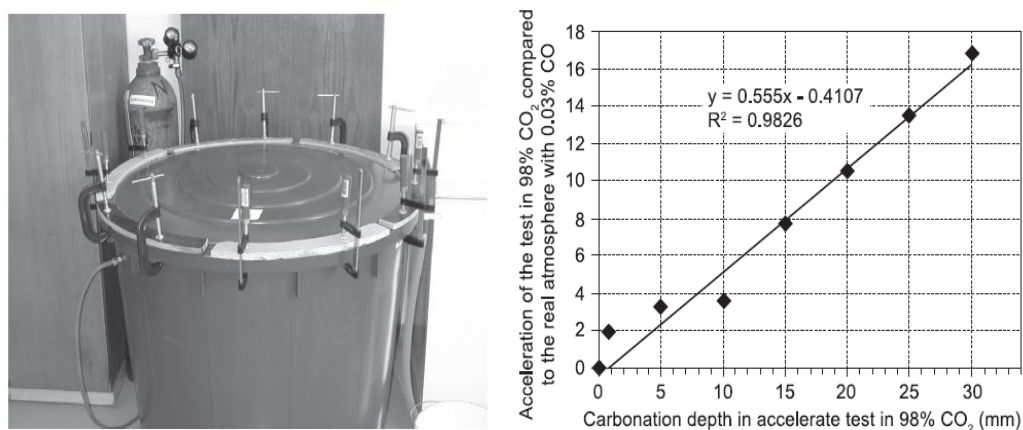 Acceleration of the test in 98% CO₂ compared
to the real atmosphere with 0.03% CO
18
16
14
12
10
8
6
4
2
0
y = 0.555x - 0.4107
R² = 0.9826
0 5 10 15 20 25 30
Carbonation depth in accelerate test in 98% CO₂ (mm)